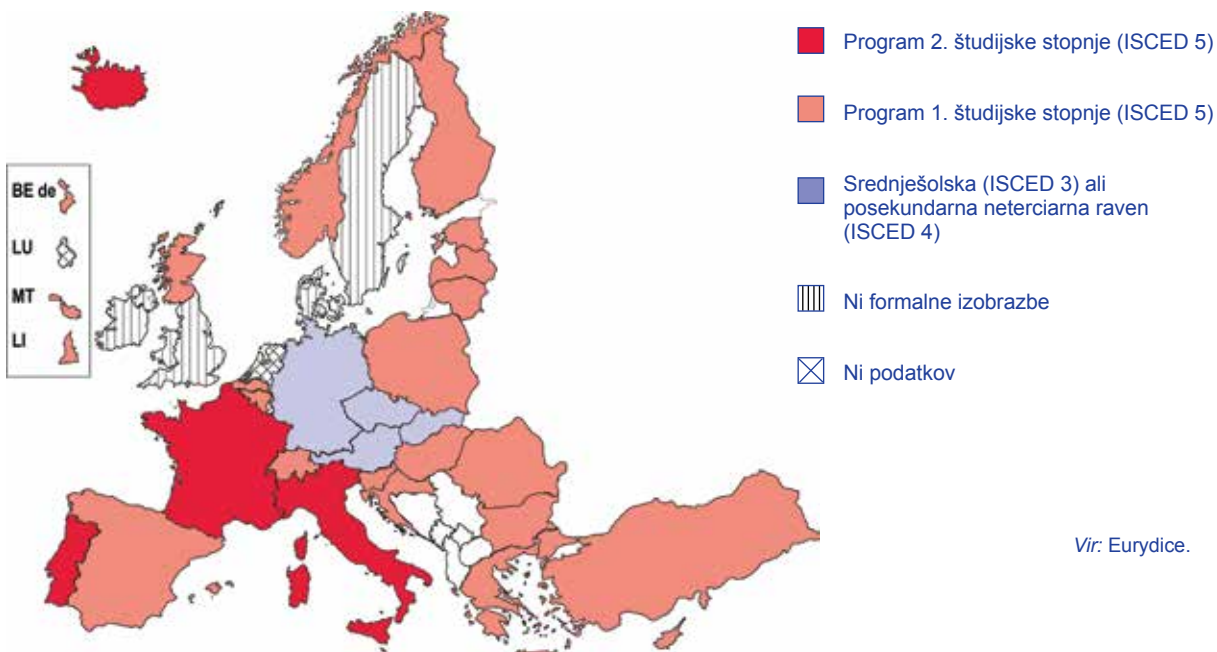 BE de
LU
MT
LI
Program 2. študijske stopnje (ISCED 5)
Program 1. študijske stopnje (ISCED 5)
Srednješolska (ISCED 3) ali
posekundarna neterciarna raven
(ISCED 4)
Ni formalne izobrazbe
Ni podatkov
Vir: Eurydice.